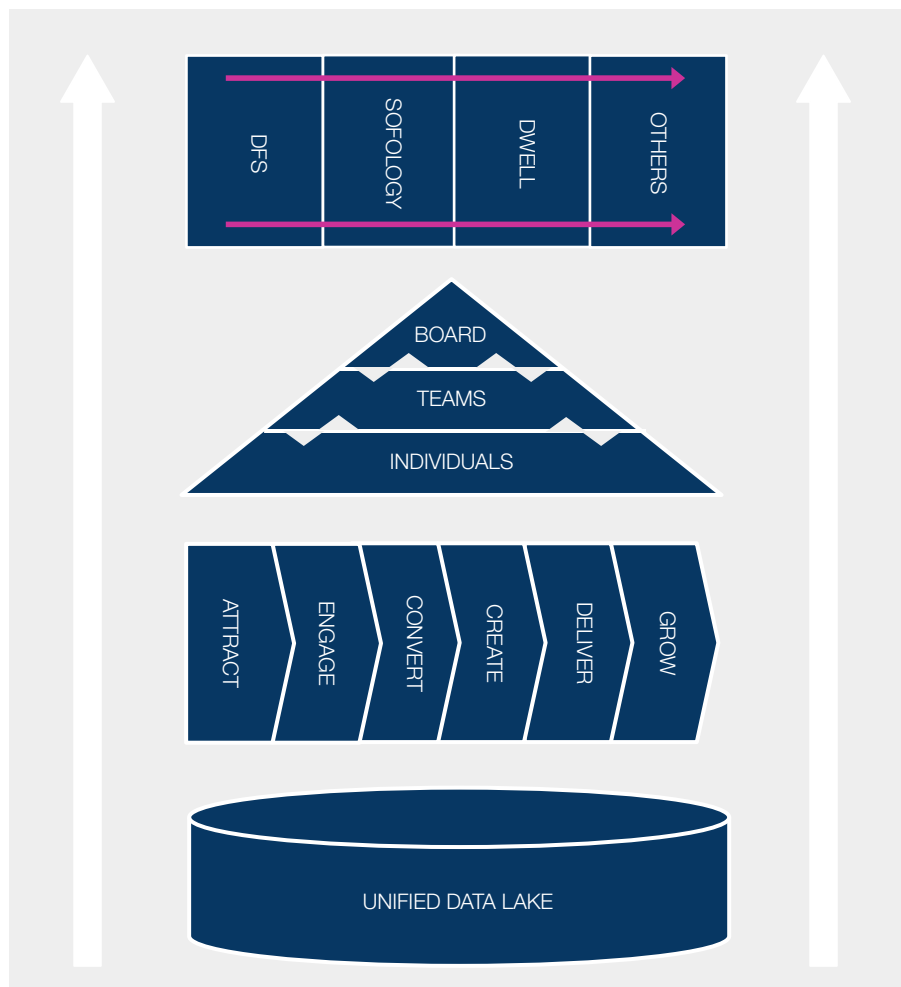 DFS
SOFOLOGY
DWELL
OTHERS
BOARD
TEAMS
INDIVIDUALS
ATTRACT
ENGAGE
CONVERT
CREATE
DELIVER
GROW
UNIFIED DATA LAKE